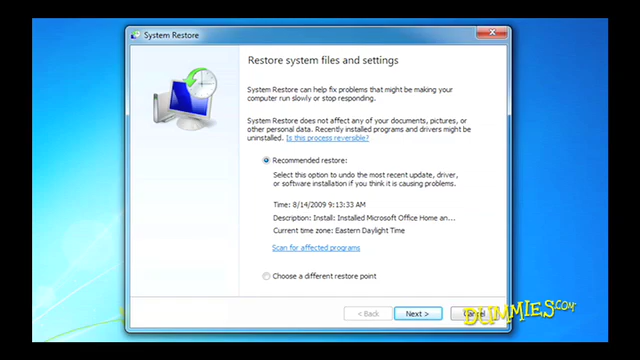 System Restore
Restore system files and settings
System Restore can help fix problems that might be making your
computer run slowly or stop responding.
System Restore does not affect any of your documents, pictures, or
other personal data. Recently installed programs and drivers might be
uninstalled. Is this process reversible?
Recommended restore:
Select this option to undo the most recent update, driver,
or software installation if you think it is causing problems.
Time: 8/14/2009 9:13:33 AM
Description: Install: Installed Microsoft Office Home an...
Current time zone: Eastern Daylight Time
Scan for affected programs
Choose a different restore point
< Back
Next >
Cancel
DUMMIES.COM